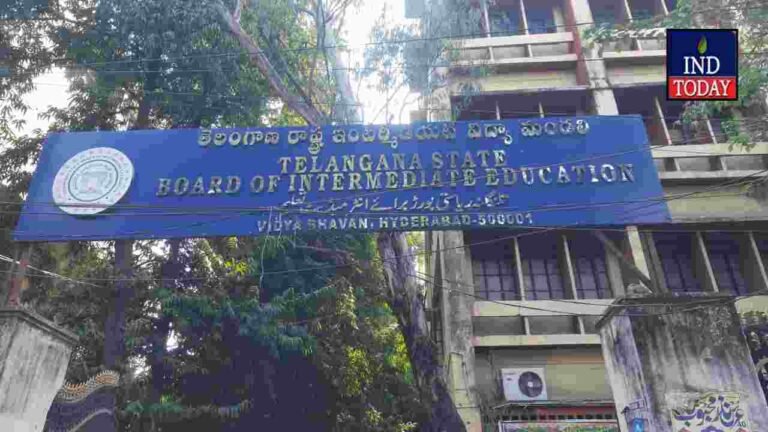 తెలంగాణ రాష్ట్ర ఇంటర్మీడియట్ విద్యా మండలి
TELANGANA STATE
BOARD OF INTERMEDIATE EDUCATION
VIDYA BHAVAN, HYDERABAD-500001
IND
TODAY